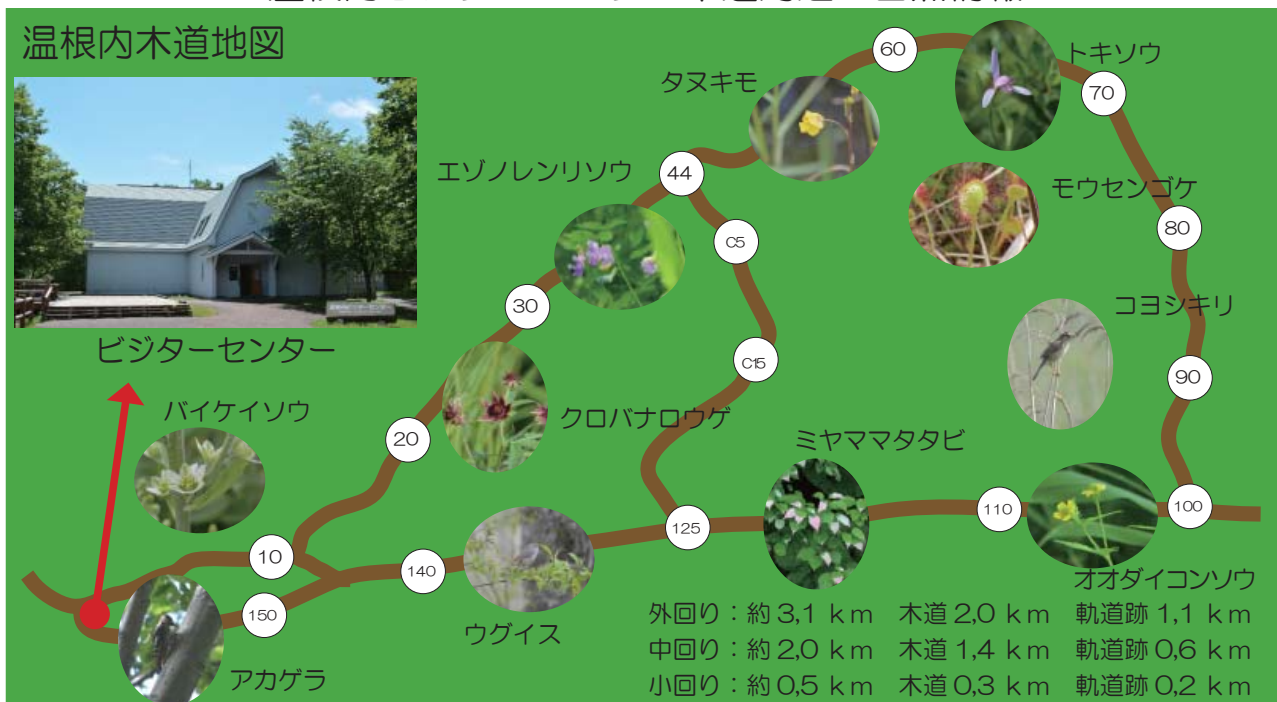 温根内木道地図
60
トキソウ
タヌキモ
70
エゾノレンリソウ
44
モウセンゴケ
80
C5
30
コヨシキリ
ビジターセンター
C15
90
バイケイソウ
クロバナロウゲ
20
ミヤママタタビ
10
125
110
100
140
150
オオダイコンソウ
ウグイス
アカゲラ
外回り：約3,1 km 木道2,0 km 軌道跡1,1 km
中回り：約2,0 km 木道1,4 km 軌道跡0,6 km
小回り：約0,5 km 木道0,3 km 軌道跡0,2 km